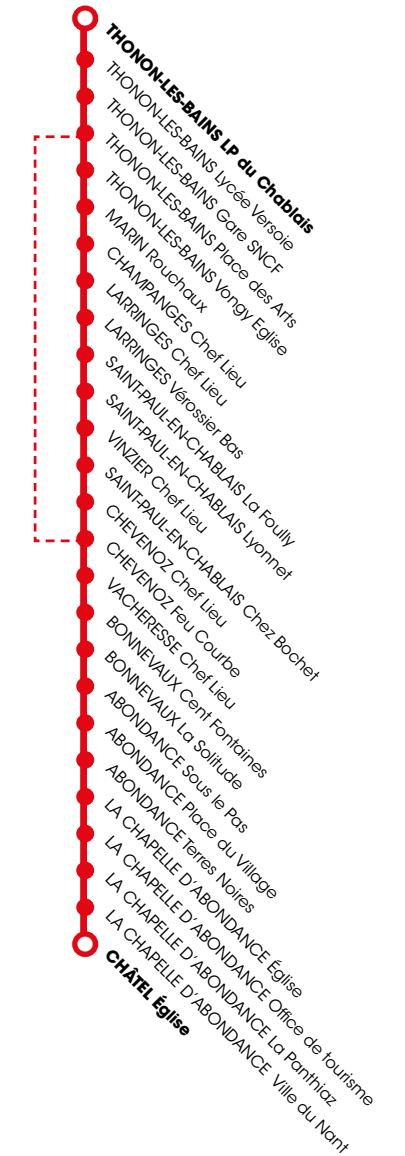 THONON-LES-BAINS LP du Chablais
THONON-LES-BAINS Lycée Versoie
THONON-LES-BAINS Gare SNCF
THONON-LES-BAINS Place des Arts
THONON-LES-BAINS Vongy Eglise
MARIN Rouchaux
CHAMPANGES Chef Lieu
LARRINGES Chef Lieu
LARRINGES Vérossier Bas
SAINT-PAUL-EN-CHABLAIS La Foully
SAINT-PAUL-EN-CHABLAIS Lyonnet
VINZIER Chef Lieu
SAINT-PAUL-EN-CHABLAIS Chez Bochet
CHEVENOZ Chef Lieu
CHEVENOZ Feu Courbe
VACHERESSE Chef Lieu
BONNEVAUX Cent Fontaines
BONNEVAUX La Solitude
ABONDANCE Sous le Pas
ABONDANCE Place du Village
ABONDANCE Terres Noires
LA CHAPELLE D'ABONDANCE Église
LA CHAPELLE D'ABONDANCE Office de tourisme
LA CHAPELLE D'ABONDANCE La Panthiaz
LA CHAPELLE D'ABONDANCE Ville du Nant
CHÂTEL Église